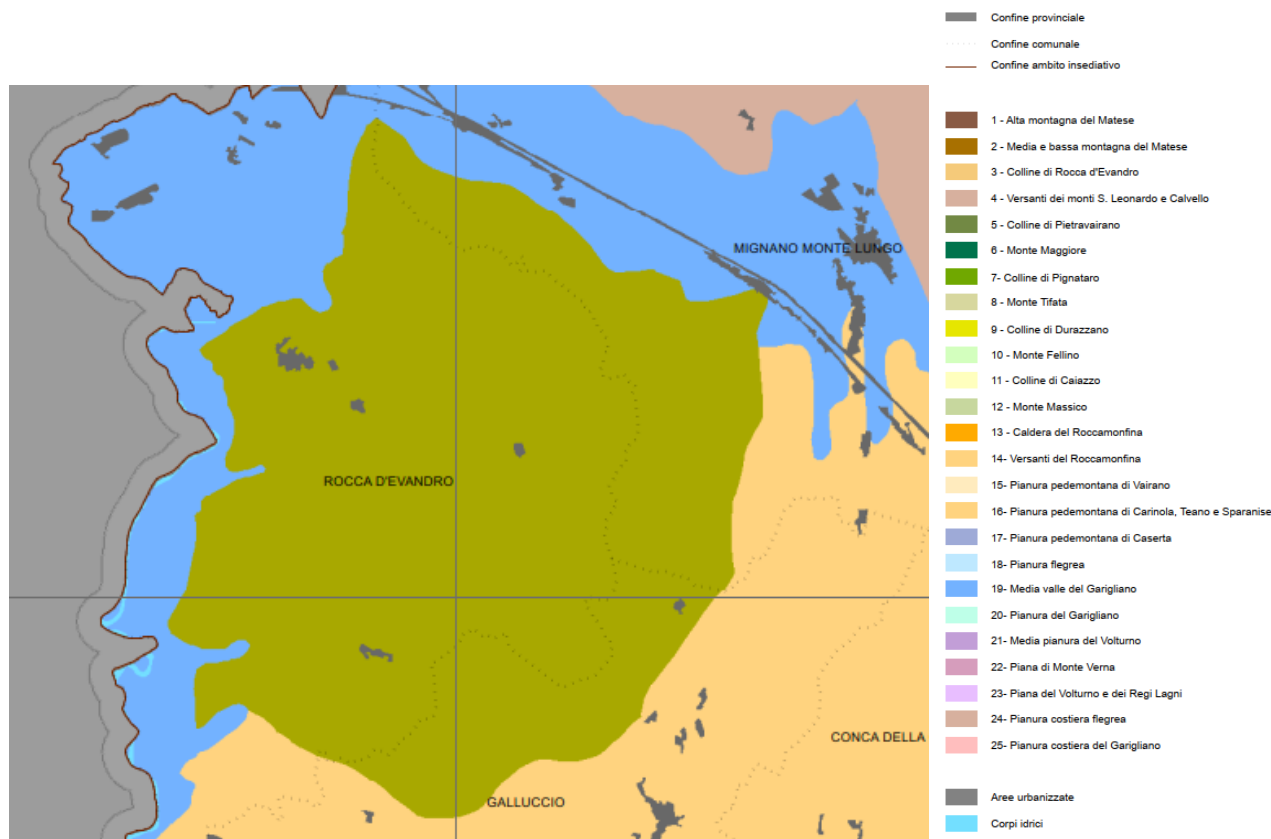 Confine provinciale
Confine comunale
Confine ambito insediativo
1 - Alta montagna del Matese
2 - Media e bassa montagna del Matese
3 - Colline di Rocca d'Evandro
4 - Versanti dei monti S. Leonardo e Calvello
5 - Colline di Pietravairano
6 - Monte Maggiore
7- Colline di Pignataro
8 - Monte Tifata
9 - Colline di Durazzano
10 - Monte Fellino
11 - Colline di Caiazzo
12 - Monte Massico
13 - Caldera del Roccamonfina
14- Versanti del Roccamonfina
15- Pianura pedemontana di Vairano
16- Pianura pedemontana di Carinola, Teano e Sparanise
17- Pianura pedemontana di Caserta
18- Pianura flegrea
19- Media valle del Garigliano
20- Pianura del Garigliano
21- Media pianura del Volturno
22- Piana di Monte Verna
23- Piana del Volturno e dei Regi Lagni
24- Pianura costiera flegrea
25- Pianura costiera del Garigliano
Aree urbanizzate
Corpi idrici
MIGNANO MONTE LUNGO
ROCCA D'EVANDRO
CONCA DELLA
GALLUCCIO